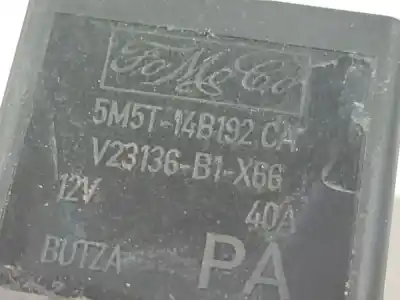 FoMoCo
5M5T-14B192 CA
V23136-B1-X66
12V 40A
BUTZA PA